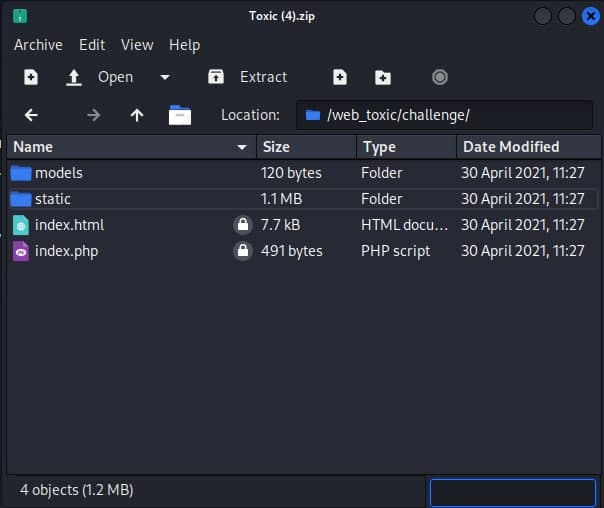 Toxic (4).zip
Archive Edit View Help
Open Extract
Location: /web_toxic/challenge/
Name Size Type Date Modified
models 120 bytes Folder 30 April 2021, 11:27
static 1.1 MB Folder 30 April 2021, 11:27
index.html 7.7 kB HTML docu... 30 April 2021, 11:27
index.php 491 bytes PHP script 30 April 2021, 11:27
4 objects (1.2 MB)